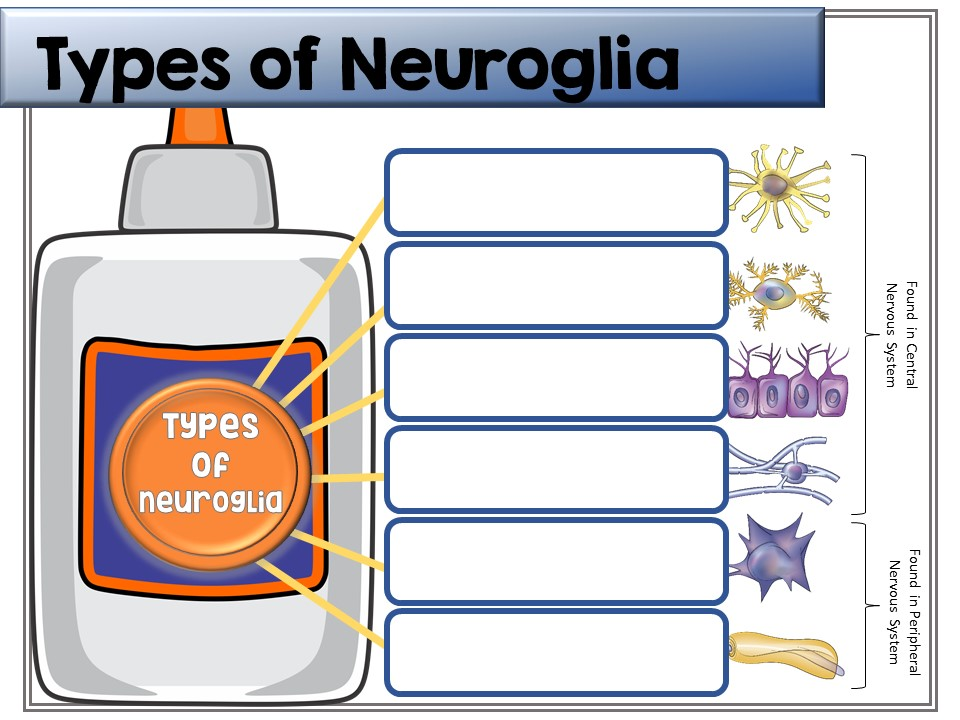 Types of Neuroglia
Types
of
neuroglia
Found in Central
Nervous System
Found in Peripheral
Nervous System